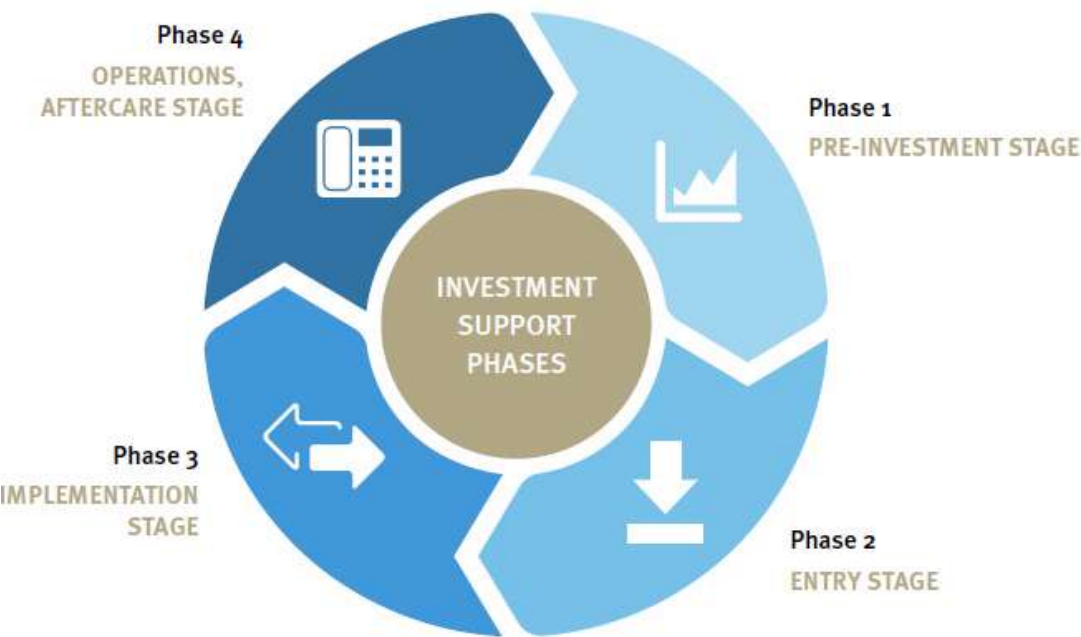 Phase 4
OPERATIONS,
AFTERCARE STAGE
Phase 1
PRE-INVESTMENT STAGE
INVESTMENT
SUPPORT
PHASES
Phase 3
IMPLEMENTATION
STAGE
Phase 2
ENTRY STAGE